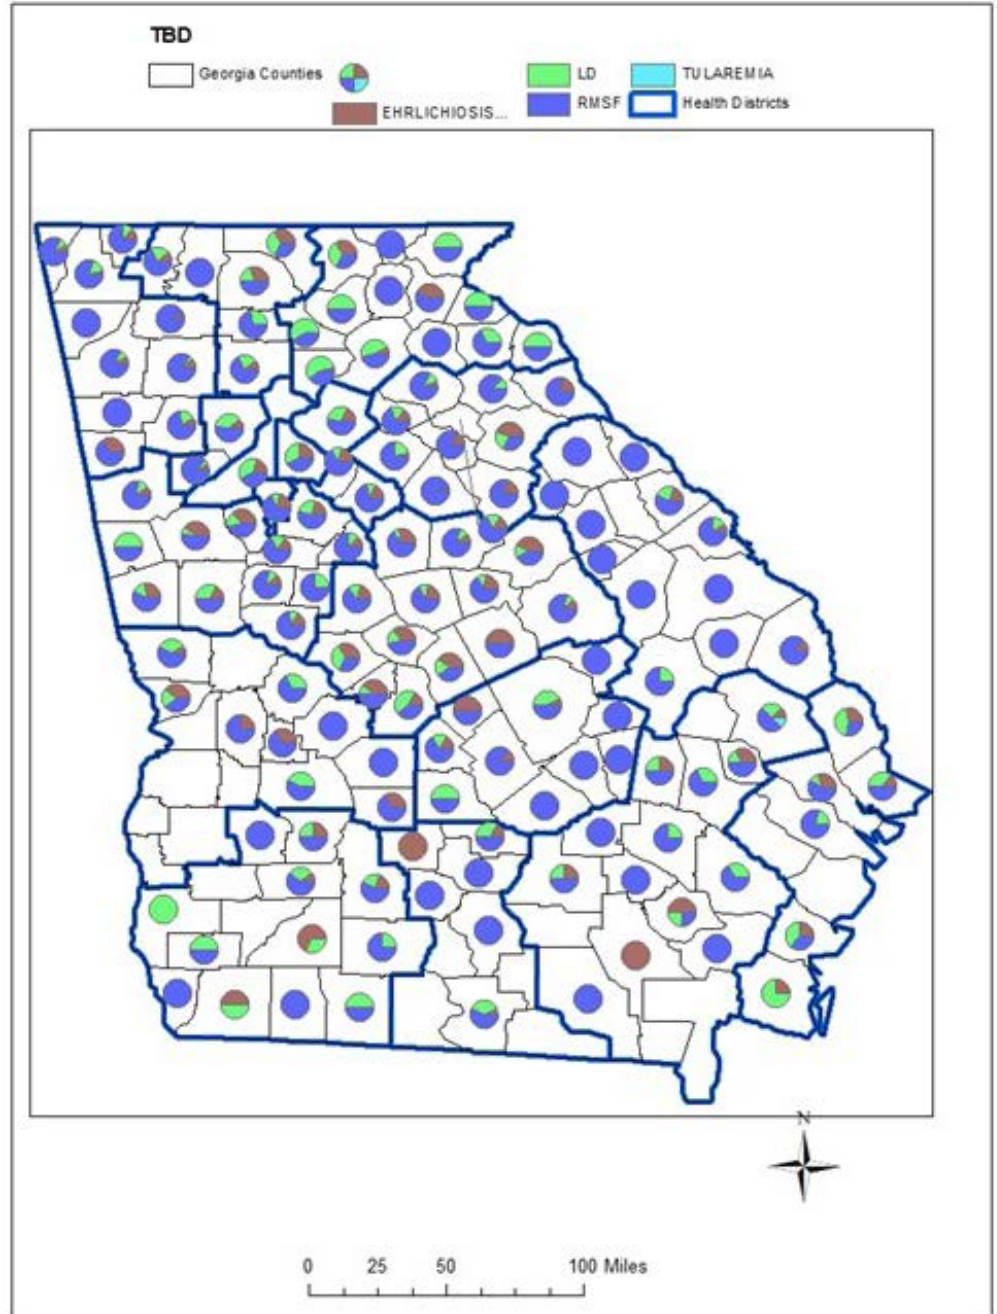 TBD
Georgia Counties
LD
TULAREMIA
EHRLICHIOSIS...
RMSF
Health Districts
N
0 25 50 100 Miles